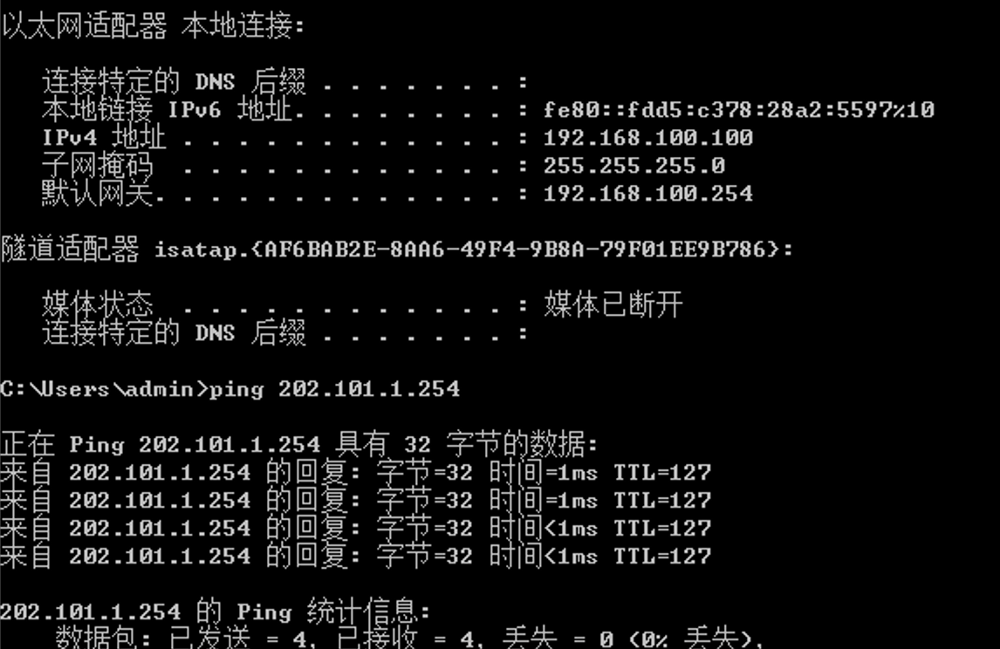 以太网适配器 本地连接:
连接特定的 DNS 后缀 . . . . . . . :
本地链接 IPv6 地址. . . . . . . . : fe80::fdd5:c378:28a2:5597%10
IPv4 地址 . . . . . . . . . . . . : 192.168.100.100
子网掩码  . . . . . . . . . . . . : 255.255.255.0
默认网关. . . . . . . . . . . . . : 192.168.100.254
隧道适配器 isatap.{AF6BAB2E-8AA6-49F4-9B8A-79F01EE9B786}:
媒体状态  . . . . . . . . . . . . : 媒体已断开
连接特定的 DNS 后缀 . . . . . . . :
C:\Users\admin>ping 202.101.1.254
正在 Ping 202.101.1.254 具有 32 字节的数据:
来自 202.101.1.254 的回复: 字节=32 时间=1ms TTL=127
来自 202.101.1.254 的回复: 字节=32 时间=1ms TTL=127
来自 202.101.1.254 的回复: 字节=32 时间<1ms TTL=127
来自 202.101.1.254 的回复: 字节=32 时间<1ms TTL=127
202.101.1.254 的 Ping 统计信息:
数据包: 已发送 = 4, 已接收 = 4, 丢失 = 0 (0% 丢失),